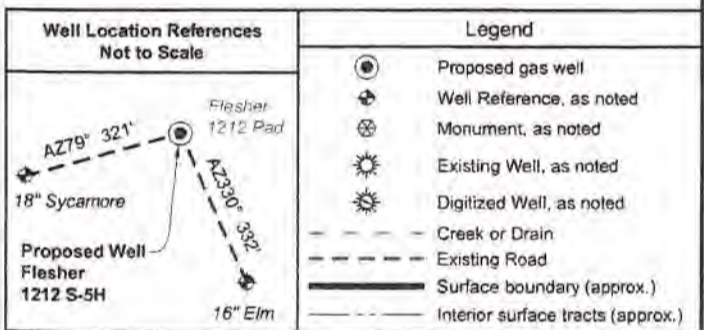 Well Location References
Not to Scale
Flesher
1212 Pad
AZ79° 321'
AZ330° 332'
18" Sycamore
Proposed Well
Flesher
1212 S-5H
16" Elm
Legend
Proposed gas well
Well Reference, as noted
Monument, as noted
Existing Well, as noted
Digitized Well, as noted
Creek or Drain
Existing Road
Surface boundary (approx.)
Interior surface tracts (approx.)